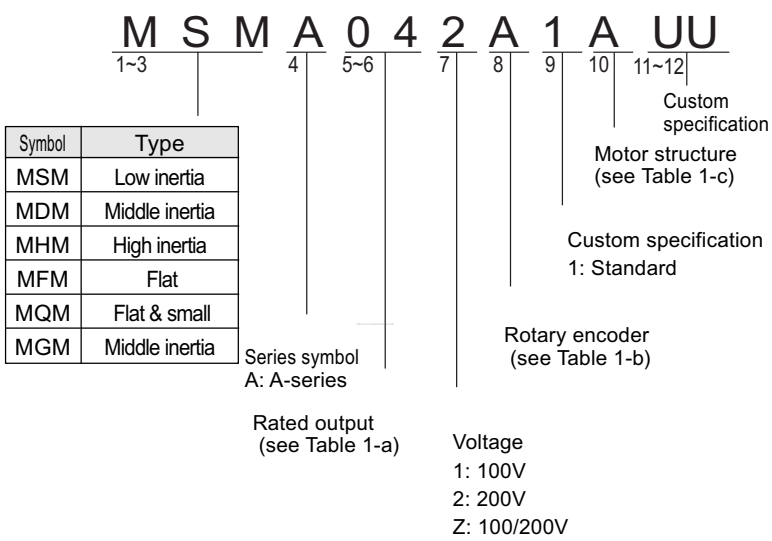 MSM A 04 2 A 1 A UU
1~3 4 5~6 7 8 9 10 11~12
Custom
specification
Motor structure
(see Table 1-c)
Custom specification
1: Standard
Rotary encoder
(see Table 1-b)
Symbol Type
MSM Low inertia
MDM Middle inertia
MHM High inertia
MFM Flat
MQM Flat & small
MGM Middle inertia
Series symbol
A: A-series
Rated output
(see Table 1-a)
Voltage
1: 100V
2: 200V
Z: 100/200V